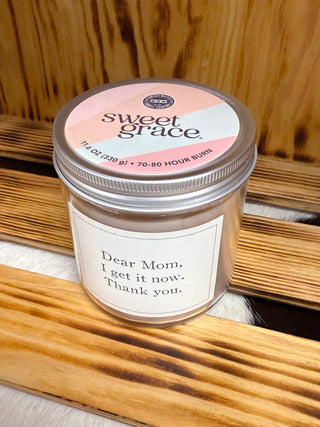 sweet
grace
11.6 OZ (330 g) • 70-80 HOUR BURN
Dear Mom,
I get it now.
Thank you.